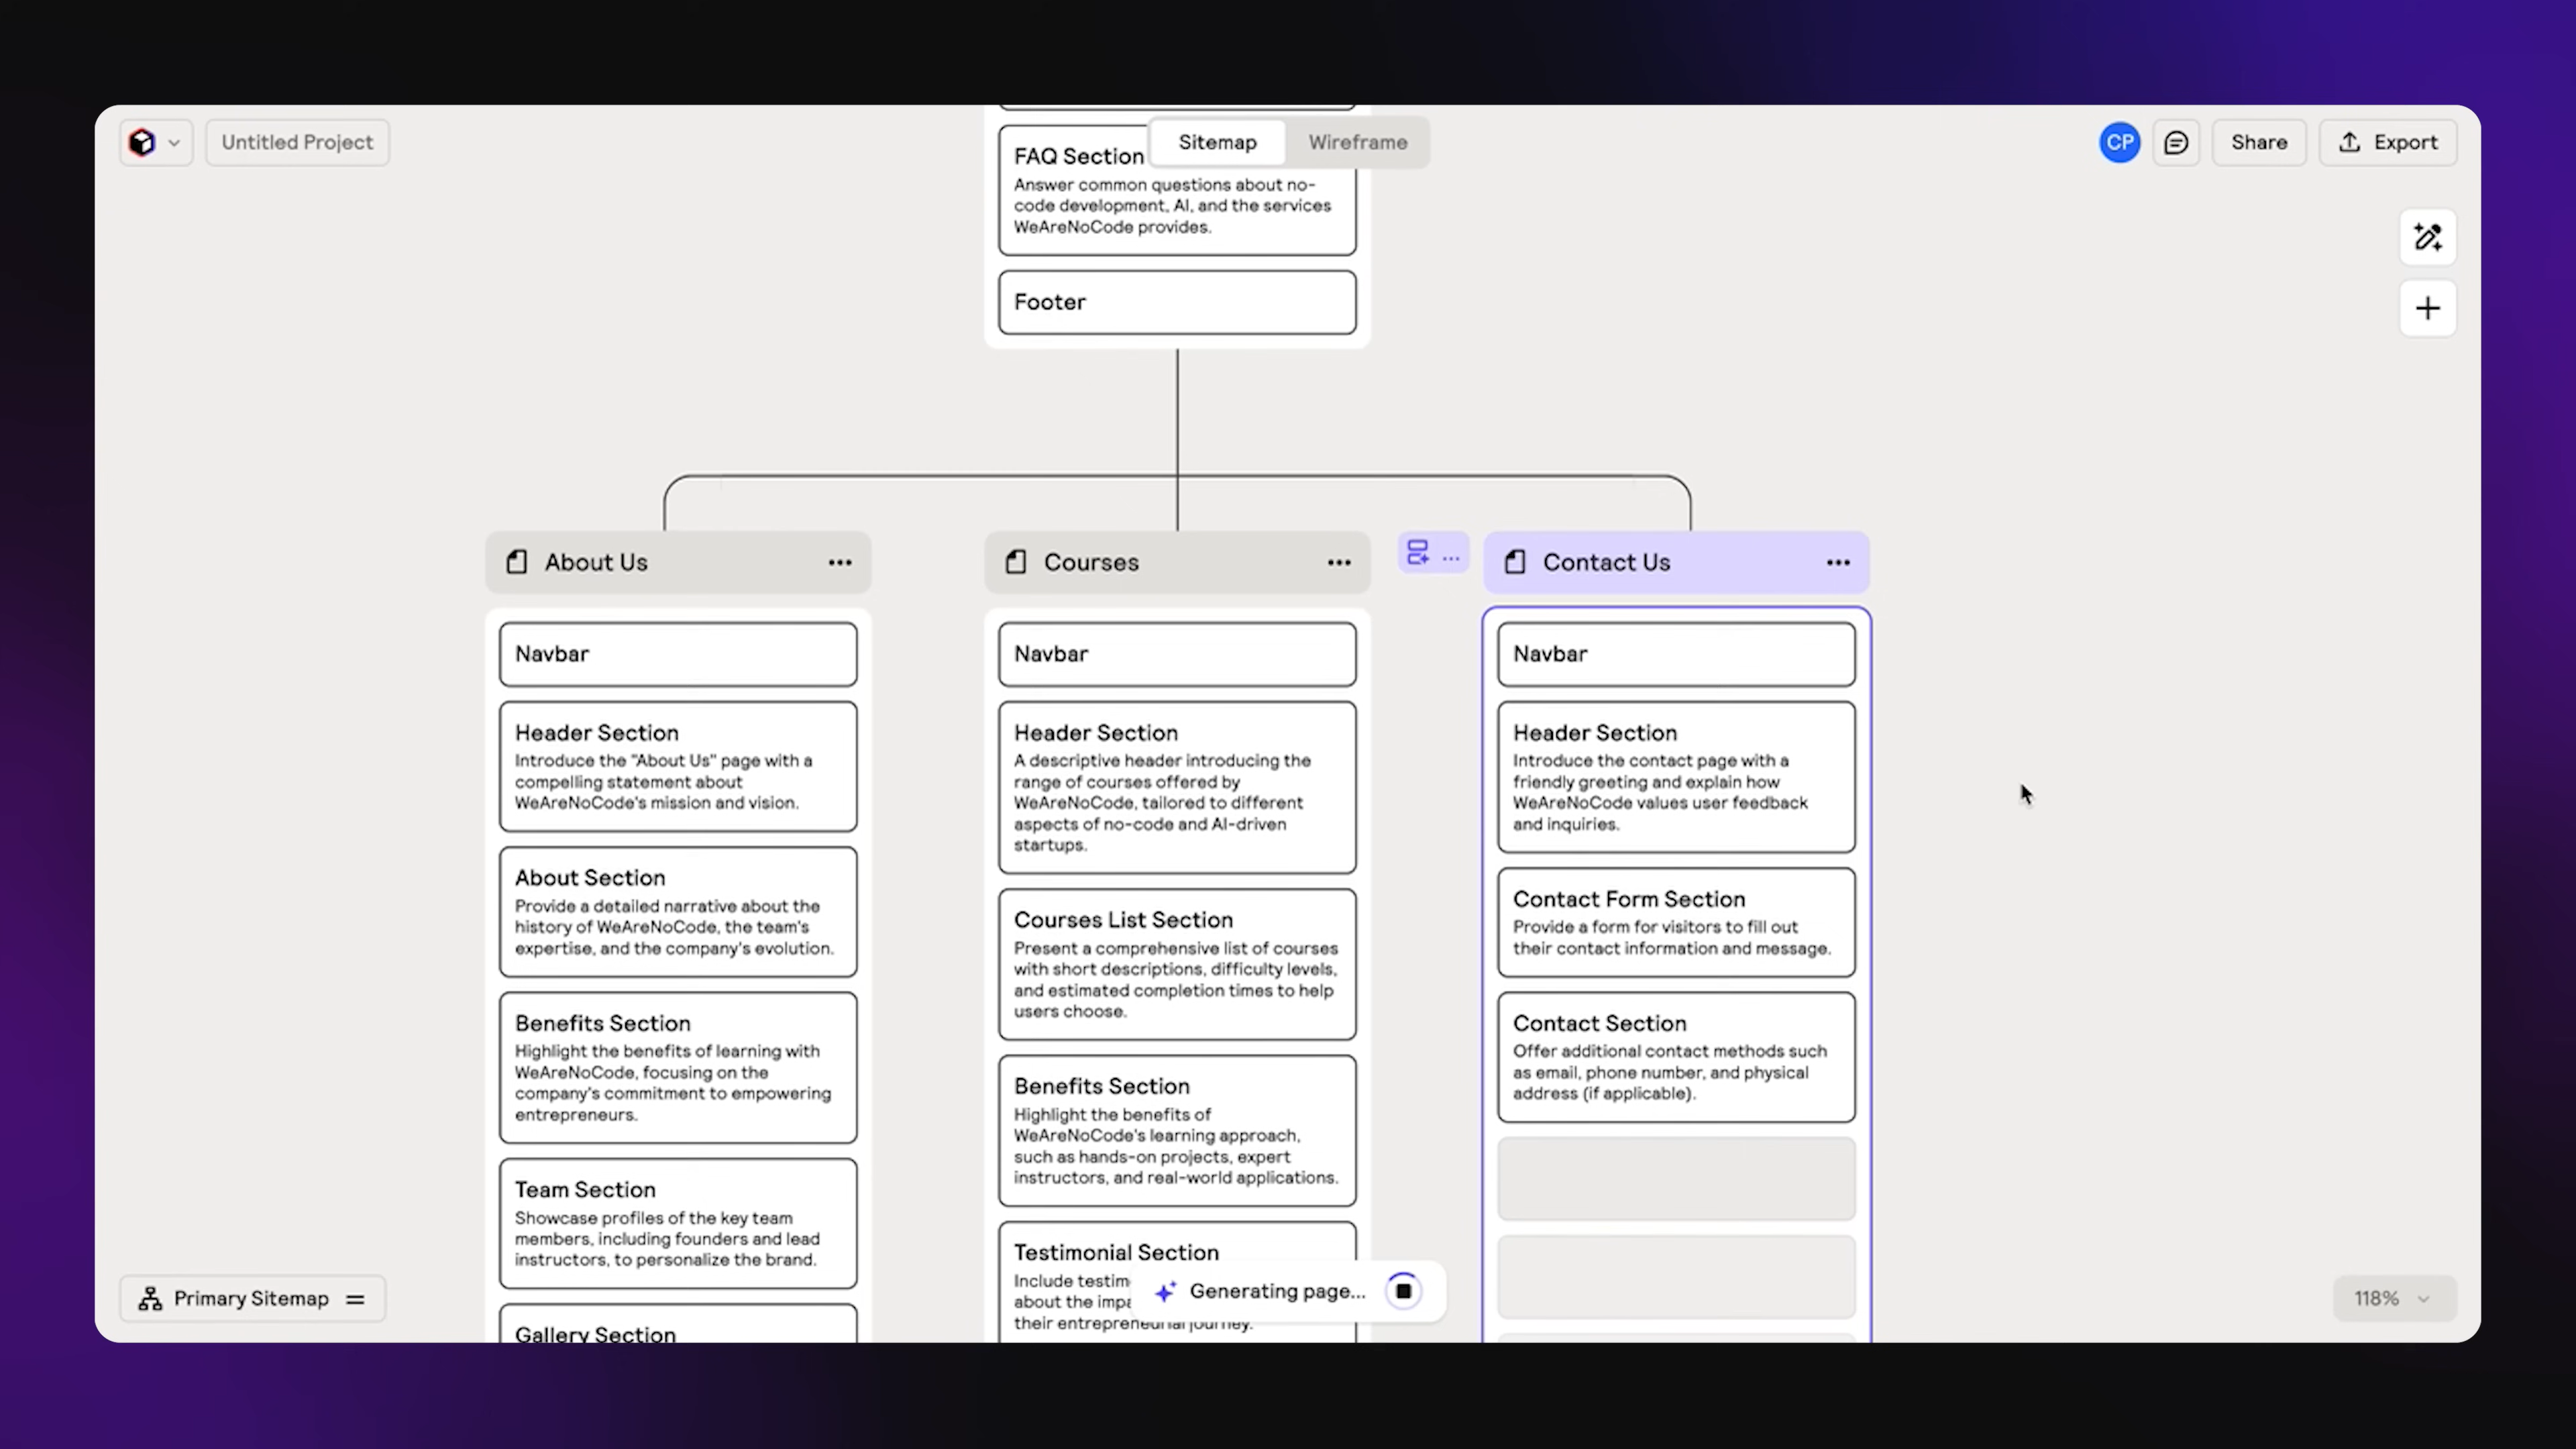 Untitled Project
Sitemap
Wireframe
CP
Share
Export
FAQ Section
Answer common questions about no-
code development, AI, and the services
WeAreNoCode provides.
Footer
About Us
Navbar
Header Section
Introduce the "About Us" page with a
compelling statement about
WeAreNoCode's mission and vision.
About Section
Provide a detailed narrative about the
history of WeAreNoCode, the team's
expertise, and the company's evolution.
Benefits Section
Highlight the benefits of learning with
WeAreNoCode, focusing on the
company's commitment to empowering
entrepreneurs.
Team Section
Showcase profiles of the key team
members, including founders and lead
instructors, to personalize the brand.
Gallery Section
Courses
Navbar
Header Section
A descriptive header introducing the
range of courses offered by
WeAreNoCode, tailored to different
aspects of no-code and AI-driven
startups.
Courses List Section
Present a comprehensive list of courses
with short descriptions, difficulty levels,
and estimated completion times to help
users choose.
Benefits Section
Highlight the benefits of
WeAreNoCode's learning approach,
such as hands-on projects, expert
instructors, and real-world applications.
Testimonial Section
Include
about the
their entrepreneurial journey.
Contact Us
Navbar
Header Section
Introduce the contact page with a
friendly greeting and explain how
WeAreNoCode values user feedback
and inquiries.
Contact Form Section
Provide a form for visitors to fill out
their contact information and message.
Contact Section
Offer additional contact methods such
as email, phone number, and physical
address (if applicable).
Generating page...
Primary Sitemap
118%